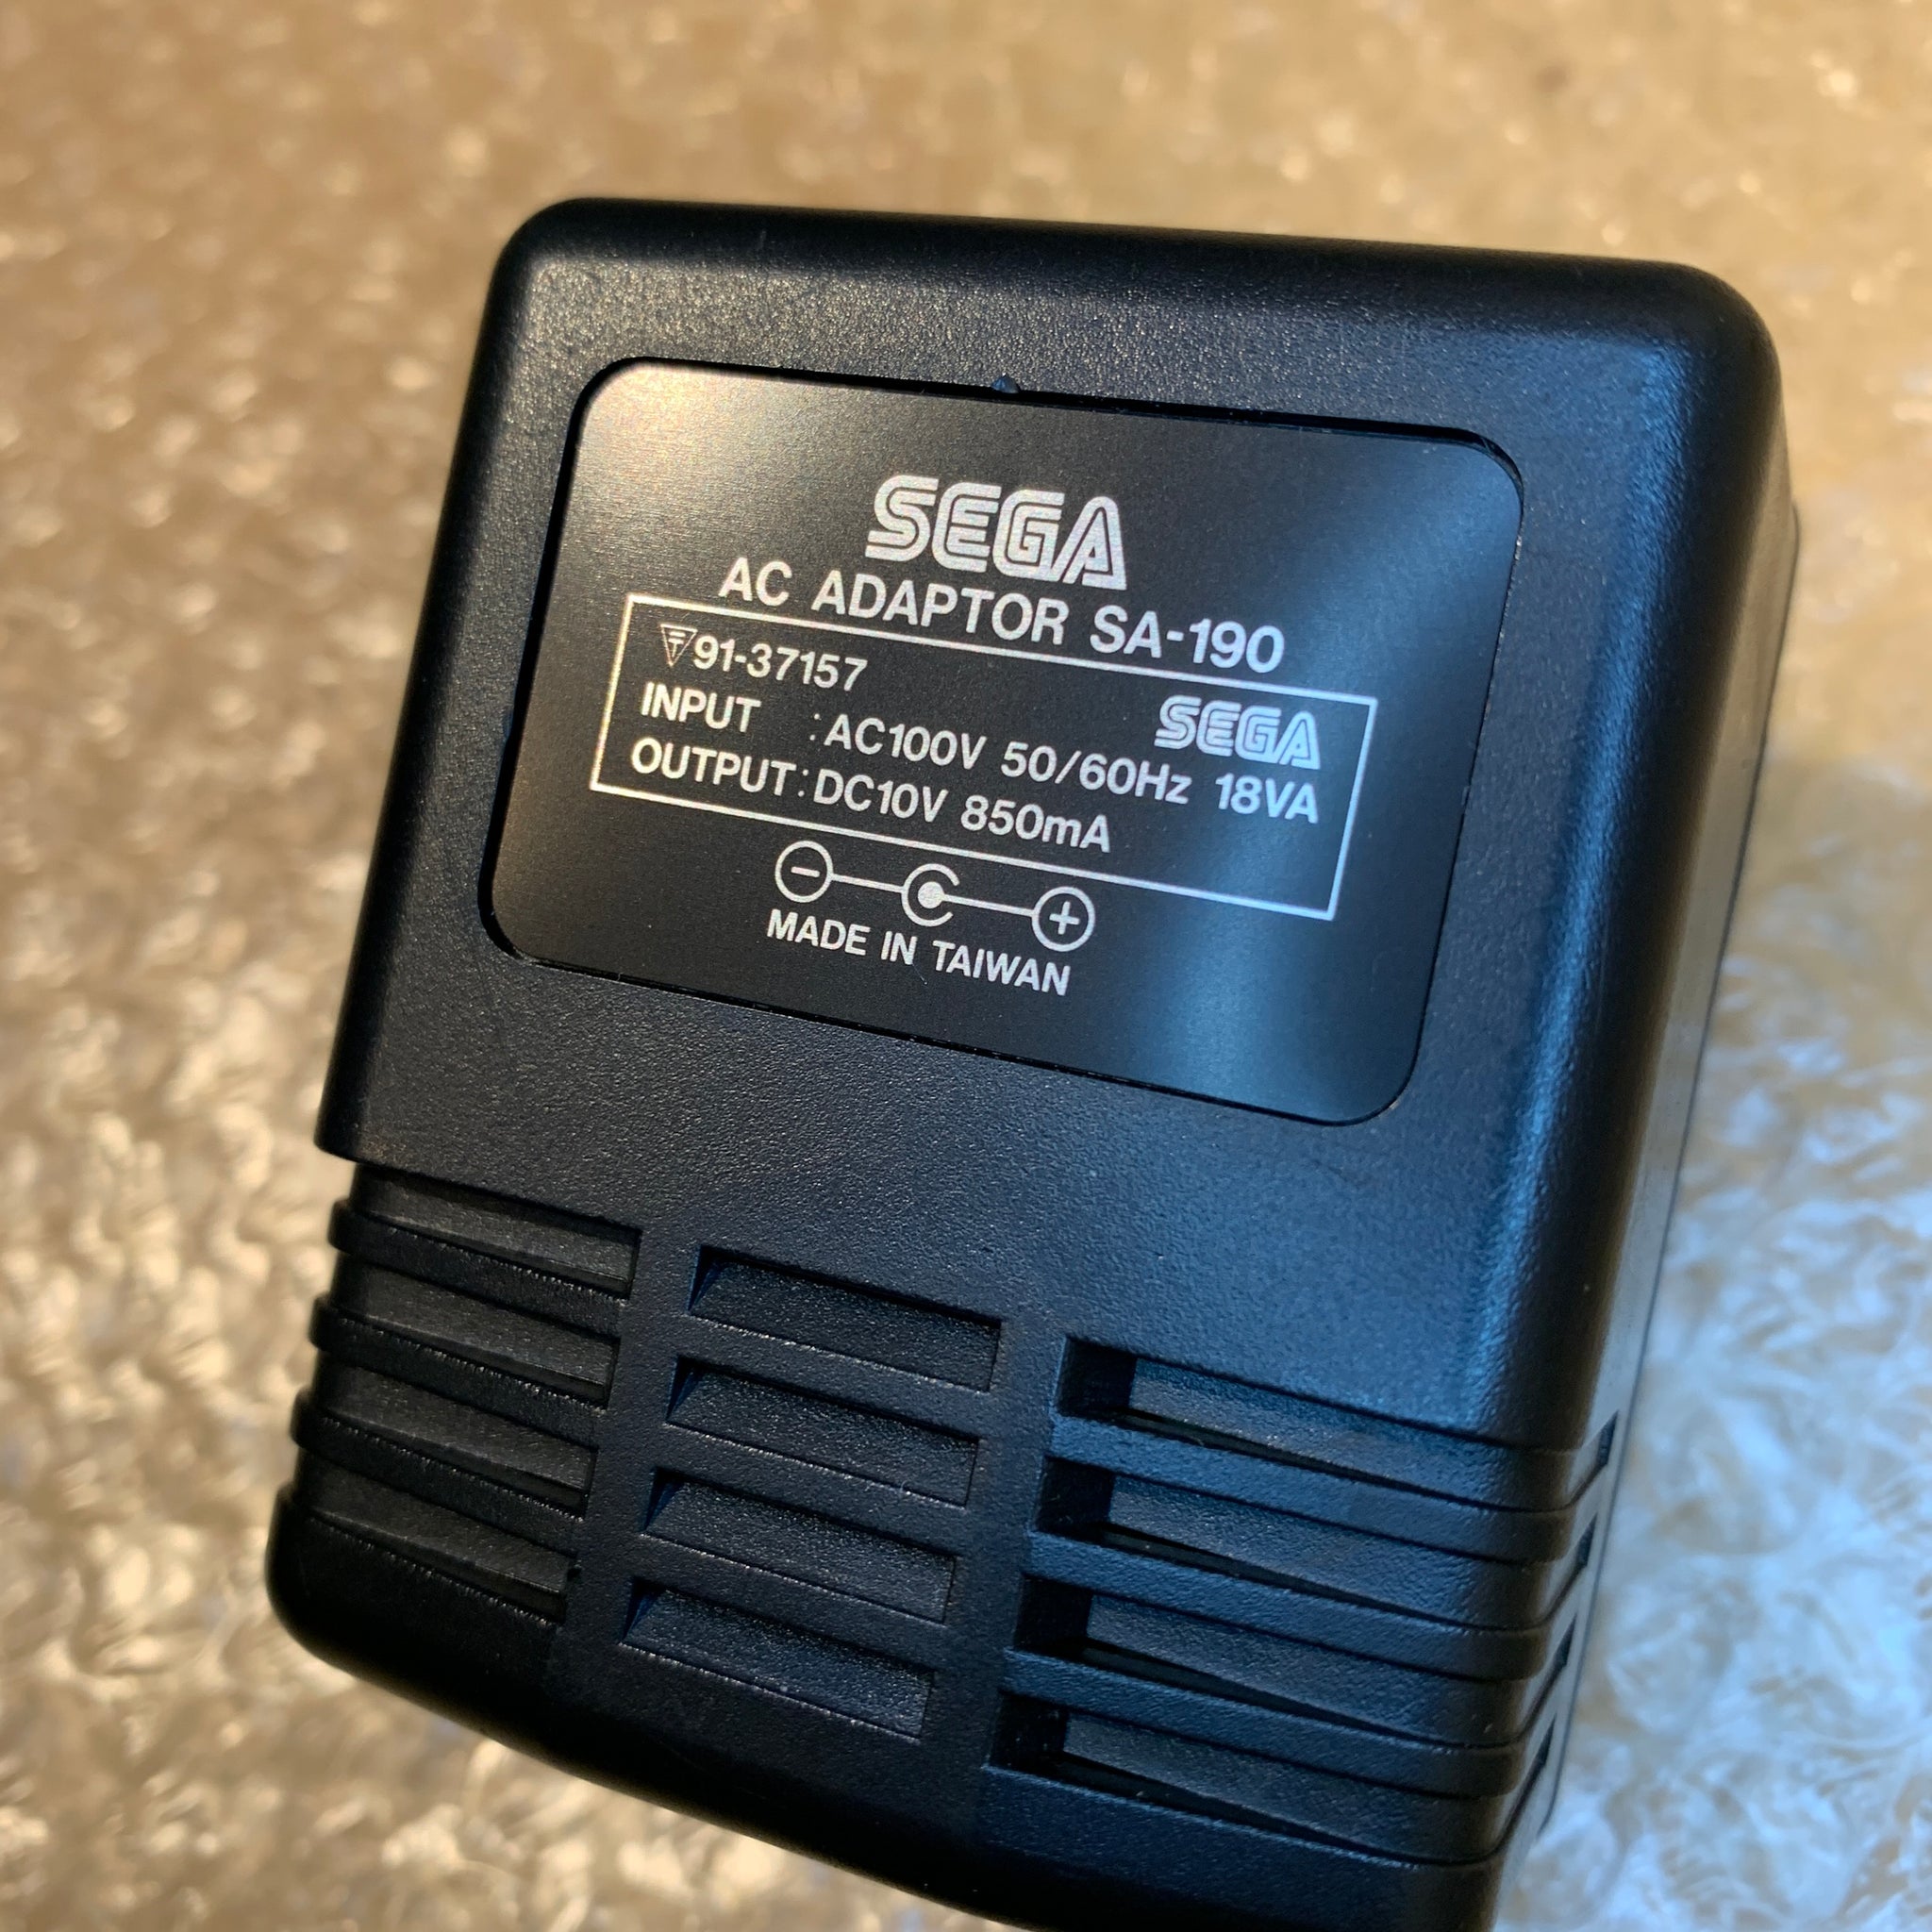 SEGA
AC ADAPTOR SA-190
T 91-37157
SEGA
INPUT : AC100V 50/60Hz 18VA
OUTPUT : DC10V 850mA
− +
MADE IN TAIWAN